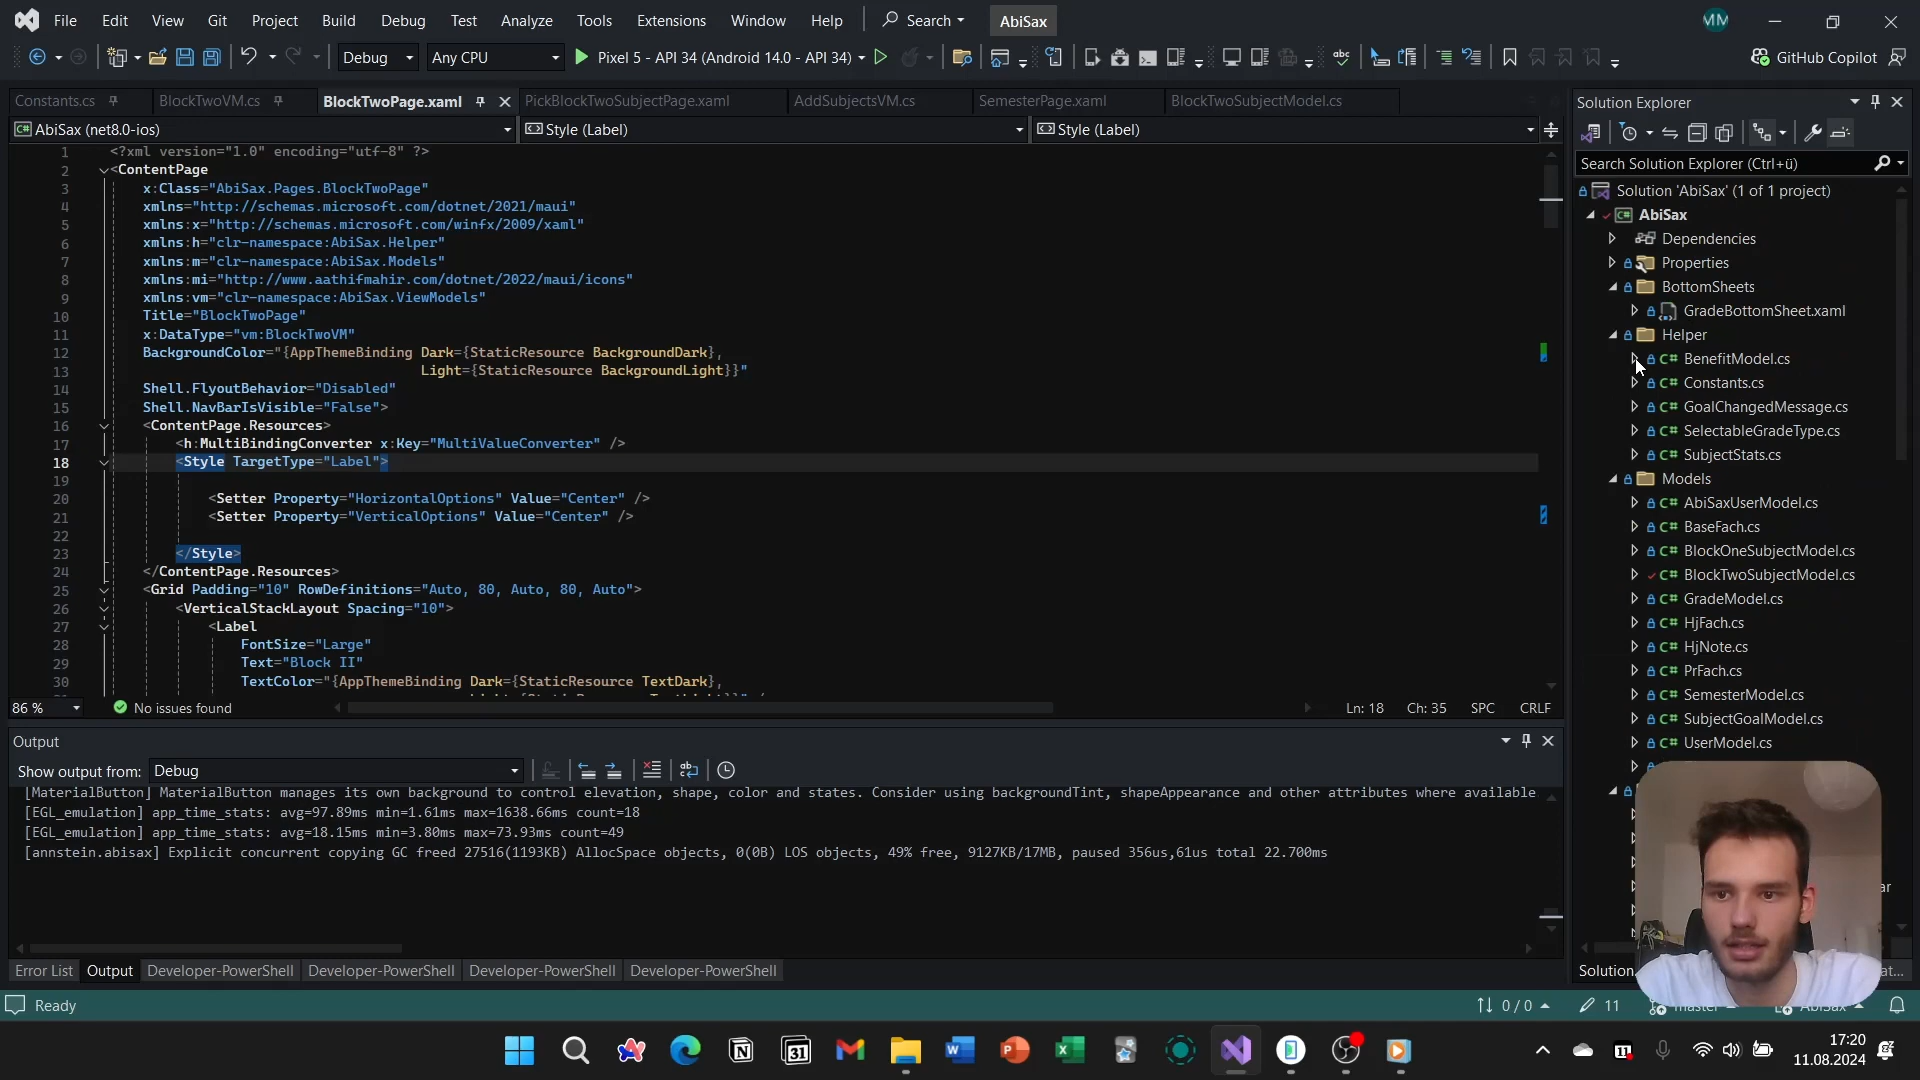 File Edit View Git Project Build Debug Test Analyze Tools Extensions Window Help Search AbiSax MM
Debug Any CPU Pixel 5 - API 34 (Android 14.0 - API 34) abc GitHub Copilot
Constants.cs BlockTwoVM.cs BlockTwoPage.xaml PickBlockTwoSubjectPage.xaml AddSubjectsVM.cs SemesterPage.xaml BlockTwoSubjectModel.cs
AbiSax (net8.0-ios) Style (Label) Style (Label)
1 <?xml version="1.0" encoding="utf-8" ?>
2 <ContentPage
3 x:Class="AbiSax.Pages.BlockTwoPage"
4 xmlns="http://schemas.microsoft.com/dotnet/2021/maui"
5 xmlns:x="http://schemas.microsoft.com/winfx/2009/xaml"
6 xmlns:h="clr-namespace:AbiSax.Helper"
7 xmlns:m="clr-namespace:AbiSax.Models"
8 xmlns:mi="http://www.aathifmahir.com/dotnet/2022/maui/icons"
9 xmlns:vm="clr-namespace:AbiSax.ViewModels"
10 Title="BlockTwoPage"
11 x:DataType="vm:BlockTwoVM"
12 BackgroundColor="{AppThemeBinding Dark={StaticResource BackgroundDark},
13 Light={StaticResource BackgroundLight}}"
14 Shell.FlyoutBehavior="Disabled"
15 Shell.NavBarIsVisible="False">
16 <ContentPage.Resources>
17 <h:MultiBindingConverter x:Key="MultiValueConverter" />
18 <Style TargetType="Label">
19
20 <Setter Property="HorizontalOptions" Value="Center" />
21 <Setter Property="VerticalOptions" Value="Center" />
22
23 </Style>
24 </ContentPage.Resources>
25 <Grid Padding="10" RowDefinitions="Auto, 80, Auto, 80, Auto">
26 <VerticalStackLayout Spacing="10">
27 <Label
28 FontSize="Large"
29 Text="Block II"
30 TextColor="{AppThemeBinding Dark={StaticResource TextDark},
86 % No issues found Ln: 18 Ch: 35 SPC CRLF
Output
Show output from: Debug
[MaterialButton] MaterialButton manages its own background to control elevation, shape, color and states. Consider using backgroundTint, shapeAppearance and other attributes where available
[EGL_emulation] app_time_stats: avg=97.89ms min=1.61ms max=1638.66ms count=18
[EGL_emulation] app_time_stats: avg=18.15ms min=3.80ms max=73.93ms count=49
[annstein.abisax] Explicit concurrent copying GC freed 27516(1193KB) AllocSpace objects, 0(0B) LOS objects, 49% free, 9127KB/17MB, paused 356us,61us total 22.700ms
Error List Output Developer-PowerShell Developer-PowerShell Developer-PowerShell Developer-PowerShell
Solution Explorer
Search Solution Explorer (Ctrl+ü)
Solution 'AbiSax' (1 of 1 project)
C# AbiSax
Dependencies
Properties
BottomSheets
GradeBottomSheet.xaml
Helper
C# BenefitModel.cs
C# Constants.cs
C# GoalChangedMessage.cs
C# SelectableGradeType.cs
C# SubjectStats.cs
Models
C# AbiSaxUserModel.cs
C# BaseFach.cs
C# BlockOneSubjectModel.cs
C# BlockTwoSubjectModel.cs
C# GradeModel.cs
C# HjFach.cs
C# HjNote.cs
C# PrFach.cs
C# SemesterModel.cs
C# SubjectGoalModel.cs
C# UserModel.cs
ar
Solution
Ready 0 / 0 11 master AbiSax
17:20
11.08.2024